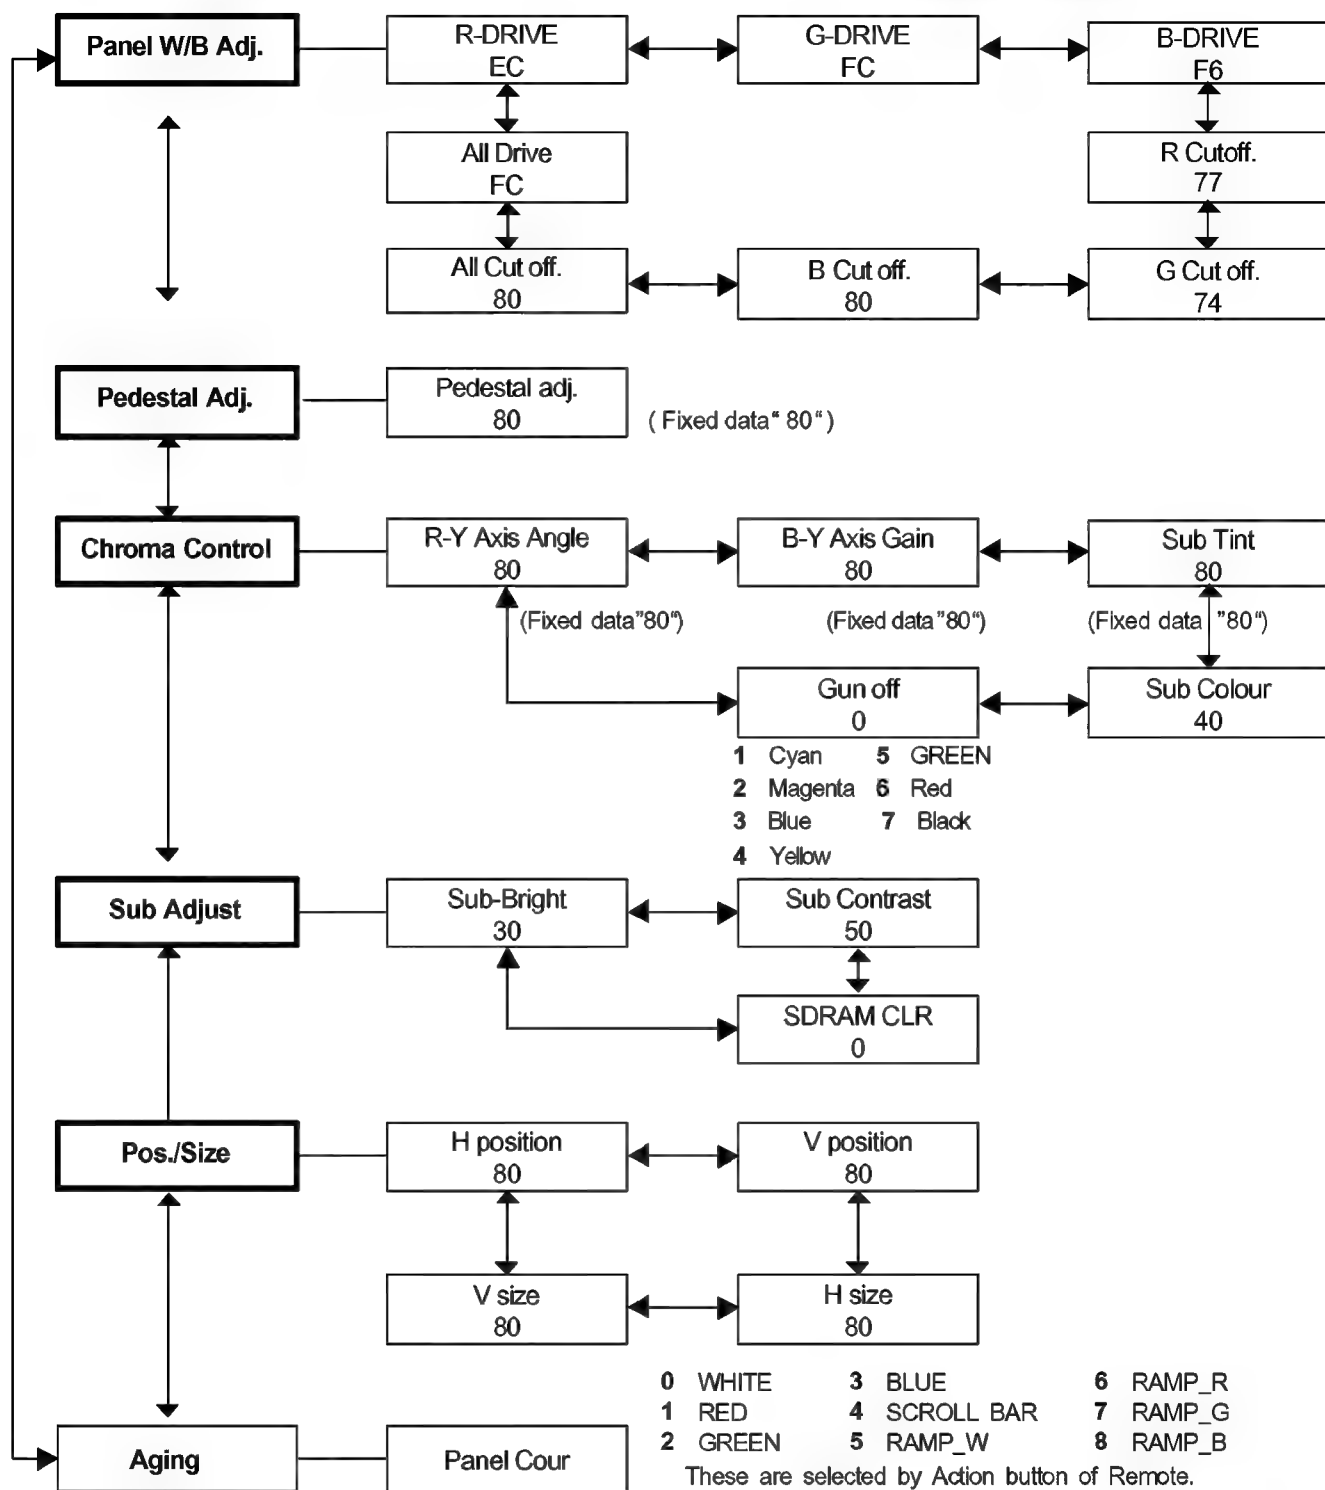 Panel W/B Adj.
R-DRIVE
EC
G-DRIVE
FC
B-DRIVE
F6
All Drive
FC
R Cutoff.
77
All Cut off.
80
B Cut off.
80
G Cut off.
74
Pedestal Adj.
Pedestal adj.
80
( Fixed data“ 80“ )
Chroma Control
R-Y Axis Angle
80
B-Y Axis Gain
80
Sub Tint
80
(Fixed data”80“)
(Fixed data”80“)
(Fixed data ”80“)
Gun off
0
Sub Colour
40
1 Cyan 5 GREEN
2 Magenta 6 Red
3 Blue 7 Black
4 Yellow
Sub Adjust
Sub-Bright
30
Sub Contrast
50
SDRAM CLR
0
Pos./Size
H position
80
V position
80
V size
80
H size
80
0 WHITE 3 BLUE 6 RAMP_R
1 RED 4 SCROLL BAR 7 RAMP_G
2 GREEN 5 RAMP_W 8 RAMP_B
Aging
Panel Cour
These are selected by Action button of Remote.